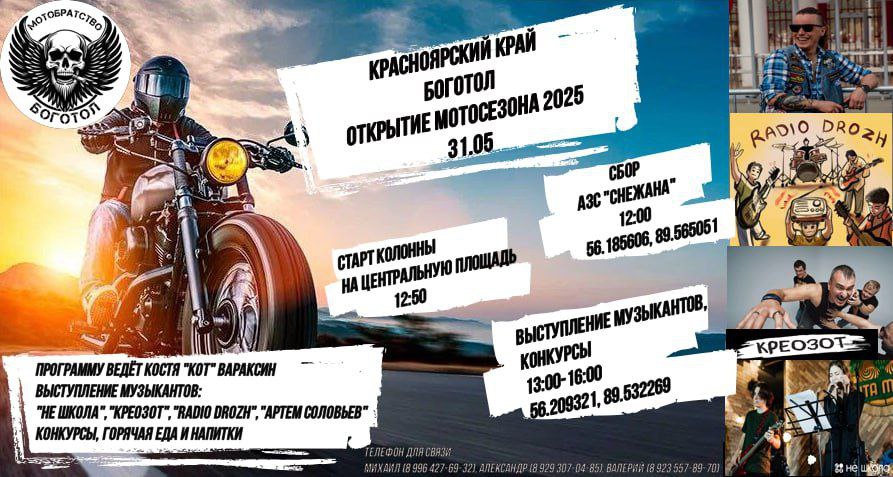 МОТОБРАТСТВО
БОГОТОЛ
КРАСНОЯРСКИЙ КРАЙ
БОГОТОЛ
ОТКРЫТИЕ МОТОСЕЗОНА 2025
31.05
СБОР
АЗС "СНЕЖАНА"
12:00
56.185606, 89.565051
СТАРТ КОЛОННЫ
НА ЦЕНТРАЛЬНУЮ ПЛОЩАДЬ
12:50
ВЫСТУПЛЕНИЕ МУЗЫКАНТОВ,
КОНКУРСЫ
13:00-16:00
56.209321, 89.532269
ПРОГРАММУ ВЕДЁТ КОСТЯ "КОТ" ВАРАКСИН
ВЫСТУПЛЕНИЕ МУЗЫКАНТОВ:
"НЕ ШКОЛА", "КРЕОЗОТ", "RADIO DROZH", "АРТЕМ СОЛОВЬЕВ"
КОНКУРСЫ, ГОРЯЧАЯ ЕДА И НАПИТКИ
ТЕЛЕФОН ДЛЯ СВЯЗИ
МИХАИЛ (8 996 427-69-32), АЛЕКСАНДР (8 929 307-04-85), ВАЛЕРИЙ (8 923 557-89-70)
RADIO DROZH
КРЕОЗОТ
не школа